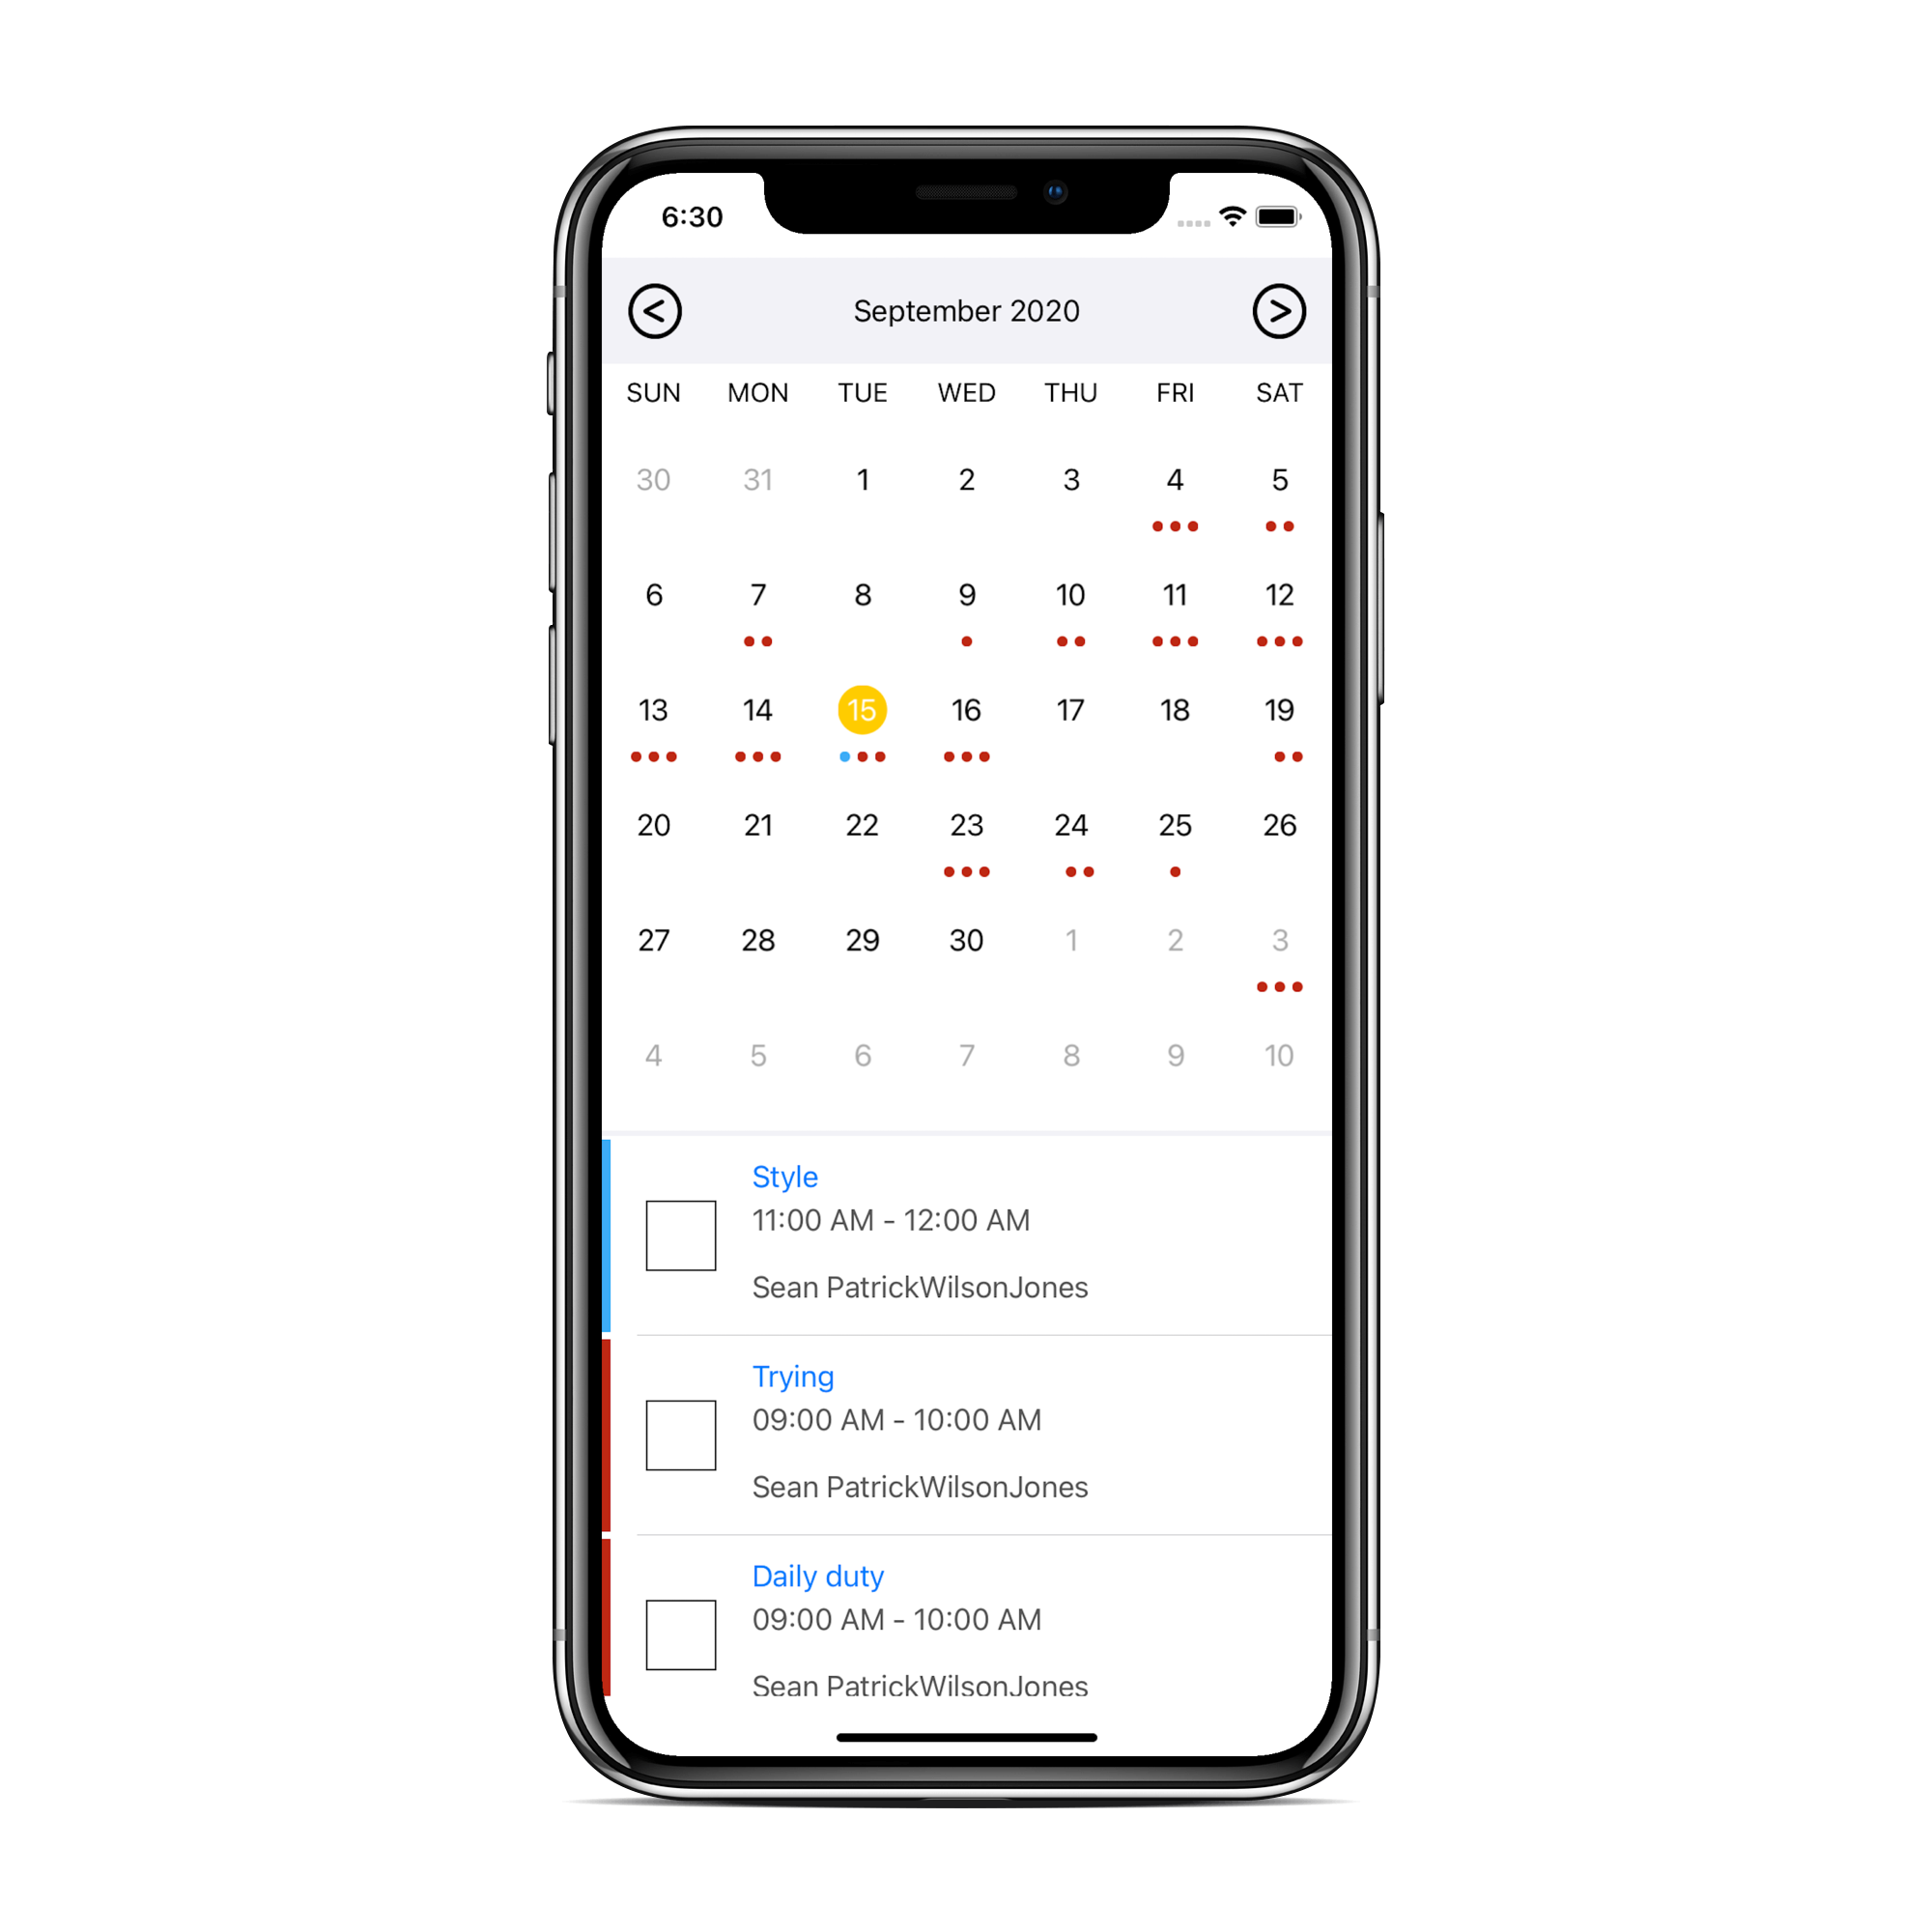 6:30
< September 2020 >
SUN MON TUE WED THU FRI SAT
30 31 1 2 3 4 5
6 7 8 9 10 11 12
13 14 15 16 17 18 19
20 21 22 23 24 25 26
27 28 29 30 1 2 3
4 5 6 7 8 9 10
Style
11:00 AM - 12:00 AM
Sean PatrickWilsonJones
Trying
09:00 AM - 10:00 AM
Sean PatrickWilsonJones
Daily duty
09:00 AM - 10:00 AM
Sean PatrickWilsonJones